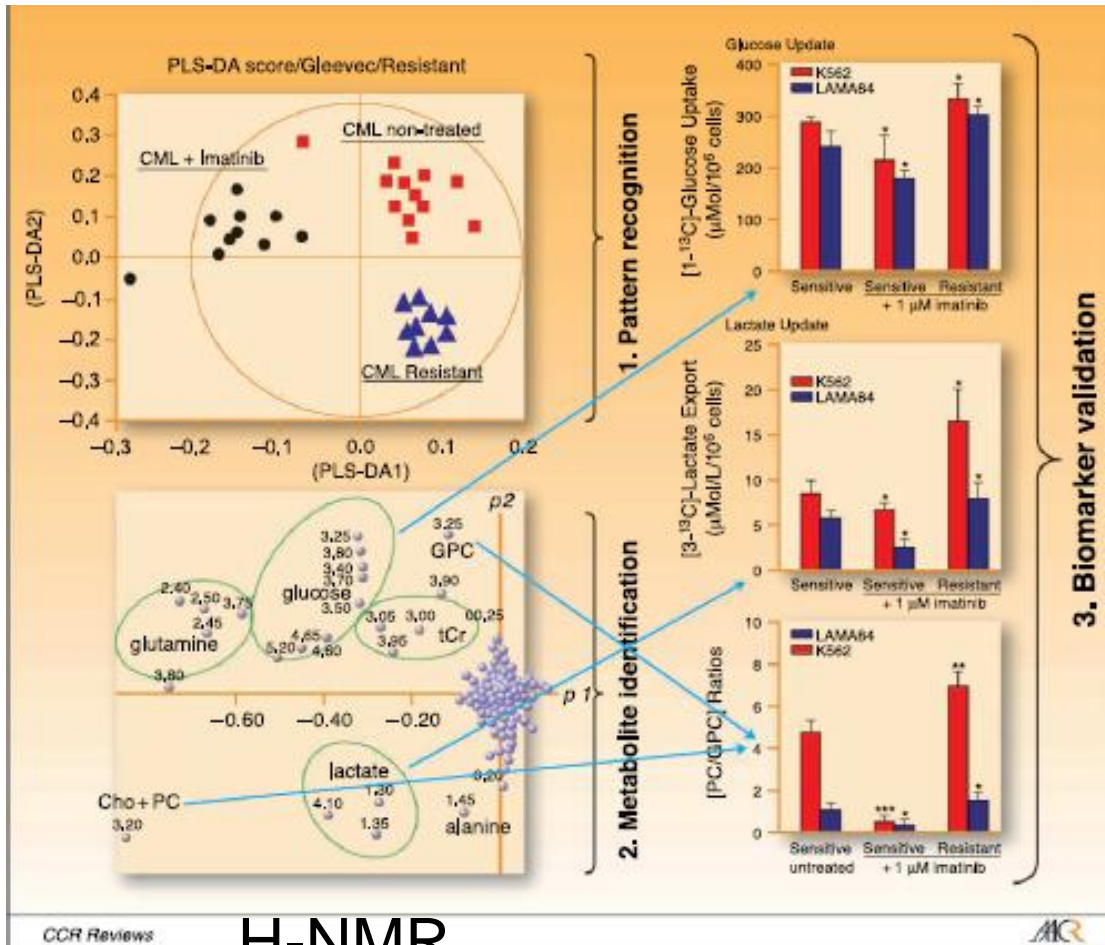 PLS-DA score/Gleevec/Resistant
0.4
0.3
0.2
0.1
0.0
−0.1
−0.2
−0.3
−0.4
(PLS-DA2)
CML non-treated
CML + Imatinib
CML Resistant
−0.3
−0.2
−0.1
0.0
0.1
0.2
(PLS-DA1)
1. Pattern recognition
p2
3.25
GPC
3.25
3.80
3.40
3.70
glucose
3.50
3.90
2.40
2.50
3.75
2.45
glutamine
3.05
3.00
00,25
tCr
3.95
4.65
5.20
4.60
3.80
p 1
−0.60
−0.40
−0.20
lactate
1.30
4.10
1.35
Cho+PC
3.20
0,20
1.45
alanine
2. Metabolite identification
Glucose Update
400
300
200
100
0
[1-¹³C]-Glucose Uptake
(µMol/10⁶ cells)
K562
LAMA84
*
*
*
*
Sensitive
Sensitive
Resistant
+ 1 µM imatinib
Lactate Update
25
20
15
10
5
0
[3-¹³C]-Lactate Export
(µMol/L/10⁶ cells)
K562
LAMA84
*
*
*
*
Sensitive
Sensitive
Resistant
+ 1 µM imatinib
10
8
6
4
2
0
[PC/GPC] Ratios
LAMA84
K562
***
*
**
*
Sensitive
Sensitive
Resistant
untreated
+ 1 µM imatinib
3. Biomarker validation
CCR Reviews
H-NMR